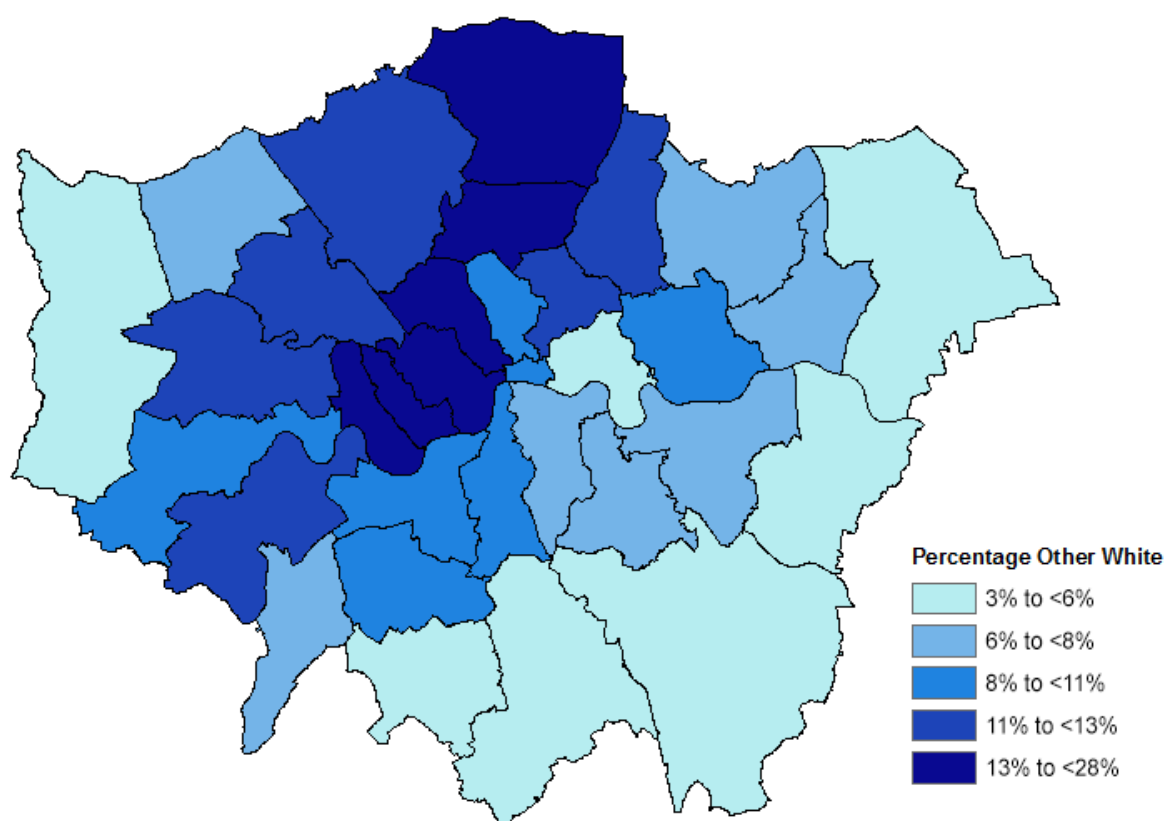 Percentage Other White
3% to <6%
6% to <8%
8% to <11%
11% to <13%
13% to <28%